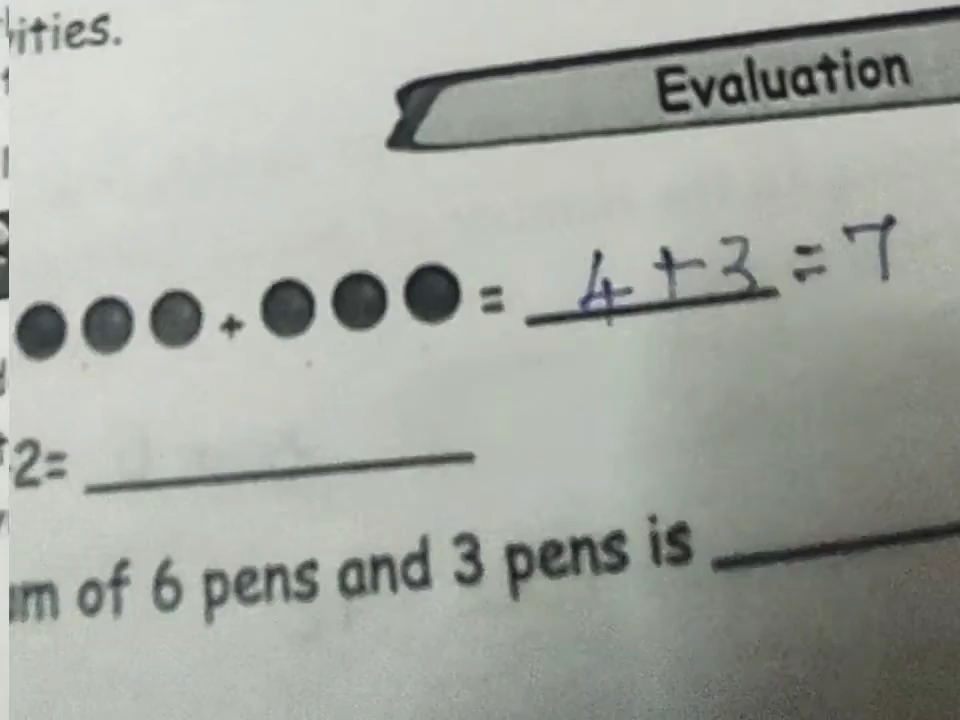 ities.
Evaluation
+ = 4+3=7
2=
m of 6 pens and 3 pens is